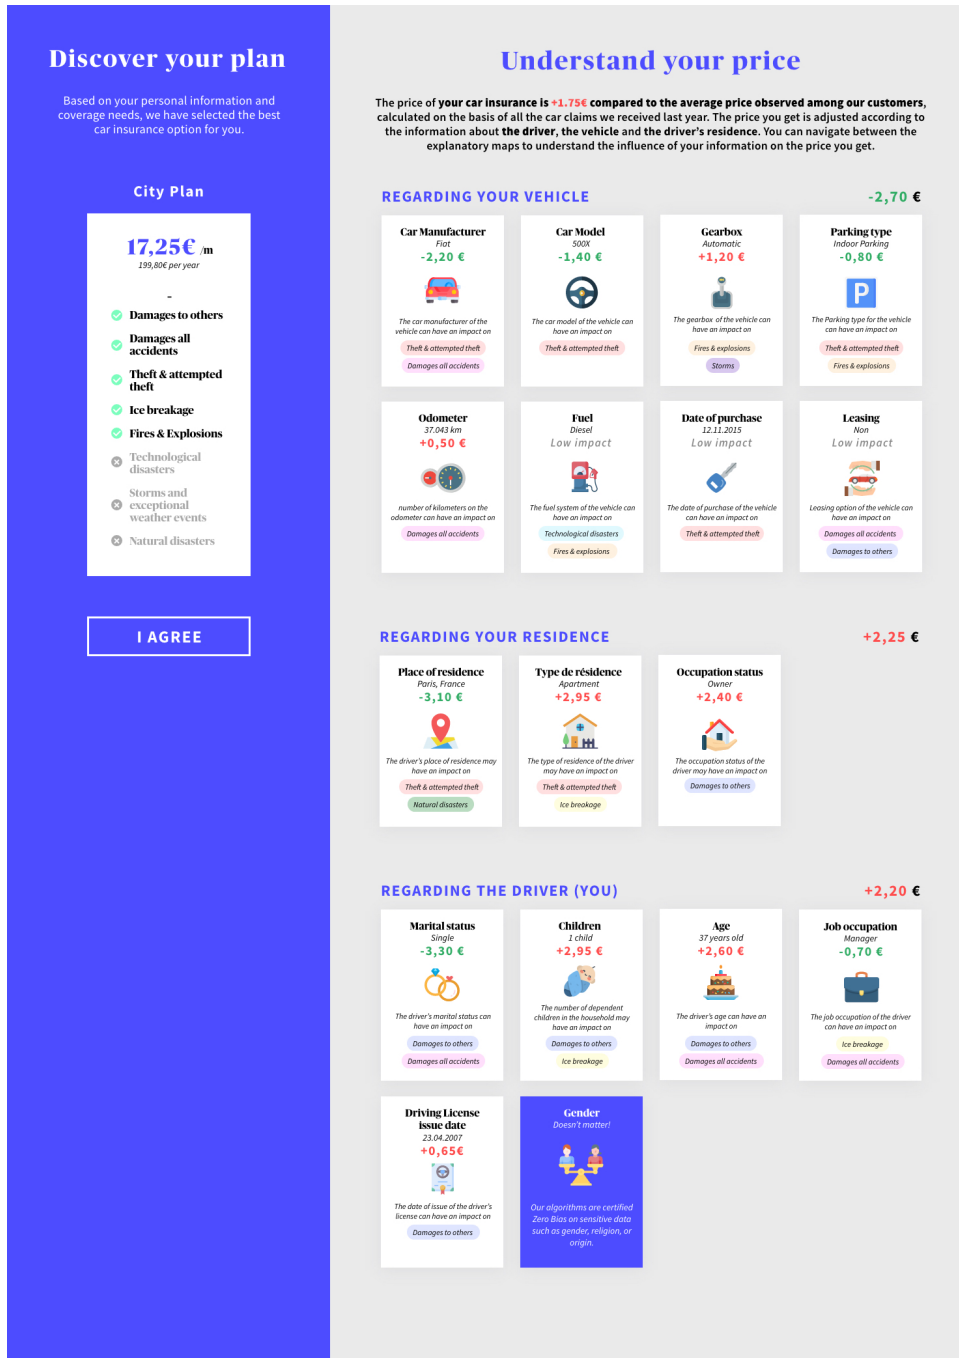 Discover your plan
Based on your personal information and
coverage needs, we have selected the best
car insurance option for you.
City Plan
17,25€ /m
199,80€ per year
-
Damages to others
Damages all
accidents
Theft & attempted
theft
Ice breakage
Fires & Explosions
Technological
disasters
Storms and
exceptional
weather events
Natural disasters
I AGREE
Understand your price
The price of your car insurance is +1.75€ compared to the average price observed among our customers,
calculated on the basis of all the car claims we received last year. The price you get is adjusted according to
the information about the driver, the vehicle and the driver's residence. You can navigate between the
explanatory maps to understand the influence of your information on the price you get.
REGARDING YOUR VEHICLE
-2,70 €
Car Manufacturer
Fiat
-2,20 €
The car manufacturer of the
vehicle can have an impact on
Theft & attempted theft
Damages all accidents
Car Model
500X
-1,40 €
The car model of the vehicle can
have an impact on
Theft & attempted theft
Gearbox
Automatic
+1,20 €
The gearbox of the vehicle can
have an impact on
Fires & explosions
Storms
Parking type
Indoor Parking
-0,80 €
P
The Parking type for the vehicle
can have an impact on
Theft & attempted theft
Fires & explosions
Odometer
37.043 km
+0,50 €
number of kilometers on the
odometer can have an impact on
Damages all accidents
Fuel
Diesel
Low impact
The fuel system of the vehicle can
have an impact on
Technological disasters
Fires & explosions
Date of purchase
12.11.2015
Low impact
The date of purchase of the vehicle
can have an impact on
Theft & attempted theft
Leasing
Non
Low impact
Leasing option of the vehicle can
have an impact on
Damages all accidents
Damages to others
REGARDING YOUR RESIDENCE
+2,25 €
Place of residence
Paris, France
-3,10 €
The driver's place of residence may
have an impact on
Theft & attempted theft
Natural disasters
Type de résidence
Apartment
+2,95 €
The type of residence of the driver
may have an impact on
Theft & attempted theft
Ice breakage
Occupation status
Owner
+2,40 €
The occupation status of the
driver may have an impact on
Damages to others
REGARDING THE DRIVER (YOU)
+2,20 €
Marital status
Single
-3,30 €
The driver's marital status can
have an impact on
Damages to others
Damages all accidents
Children
1 child
+2,95 €
The number of dependent
children in the household may
have an impact on
Damages to others
Ice breakage
Age
37 years old
+2,60 €
The driver's age can have an
impact on
Damages to others
Damages all accidents
Job occupation
Manager
-0,70 €
The job occupation of the driver
can have an impact on
Ice breakage
Damages all accidents
Driving License
issue date
23.04.2007
+0,65€
The date of issue of the driver's
license can have an impact on
Damages to others
Gender
Doesn't matter!
Our algorithms are certified
Zero Bias on sensitive data
such as gender, religion, or
origin.